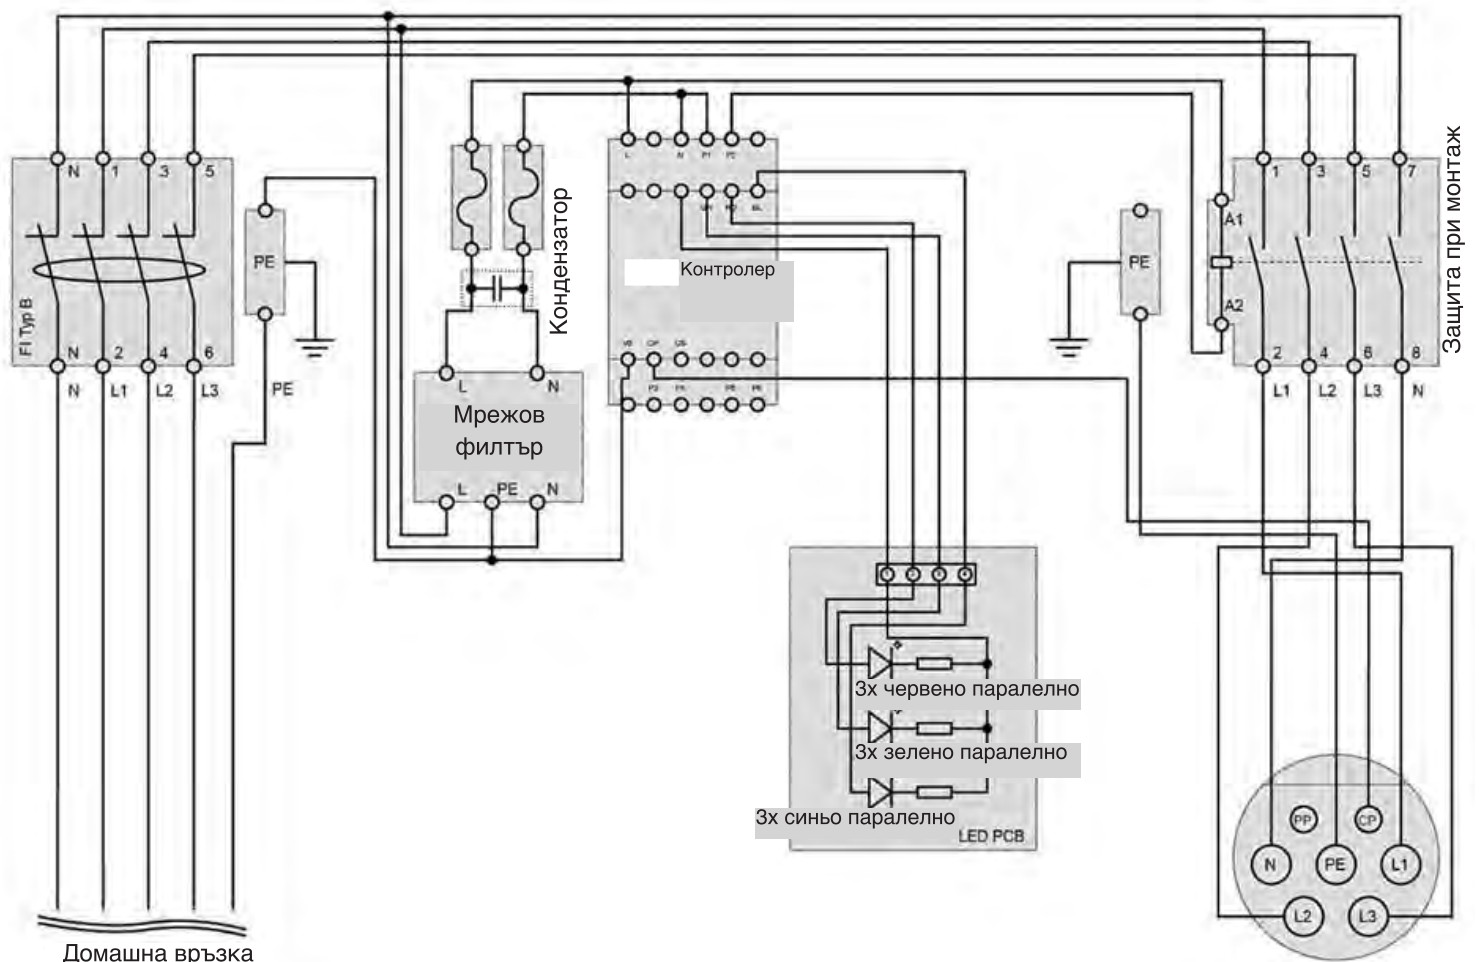 N 1 3 5
FI Typ B
N 2 4 6
N L1 L2 L3 PE
PE
Домашна връзка
Кондензатор
L N
Мрежов
филтър
L PE N
L N P1 P2
Контролер
LED PCB
3x червено паралелно
3x зелено паралелно
3x синьо паралелно
PE
A1
A2
1 3 5 7
2 4 6 8
L1 L2 L3 N
Защита при монтаж
PP CP
N PE L1
L2 L3